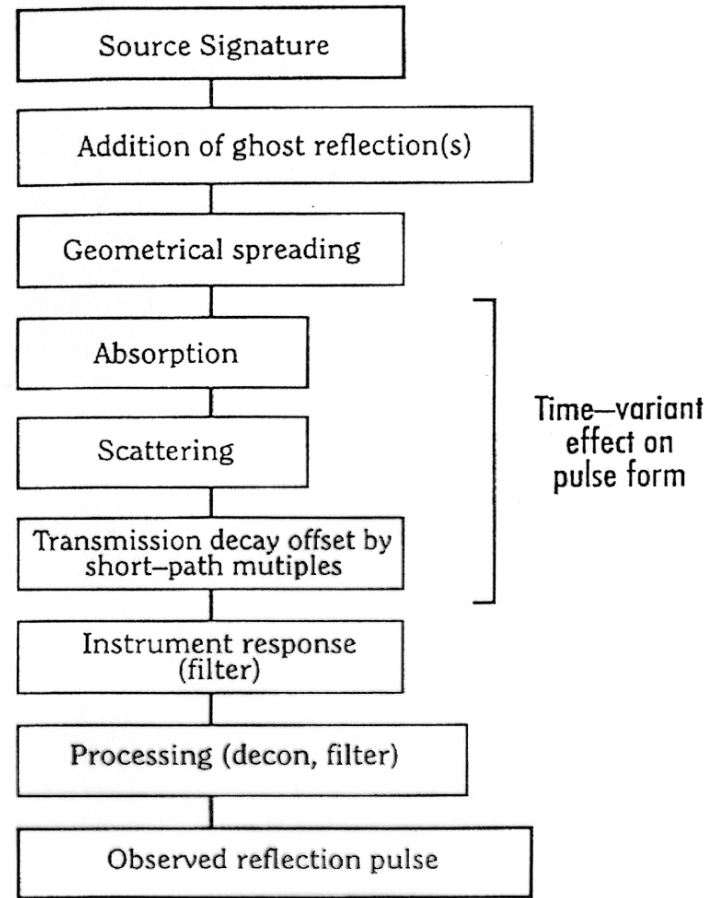 Source Signature
Addition of ghost reflection(s)
Geometrical spreading
Absorption
Scattering
Transmission decay offset by
short–path mutiples
Time–variant
effect on
pulse form
Instrument response
(filter)
Processing (decon, filter)
Observed reflection pulse